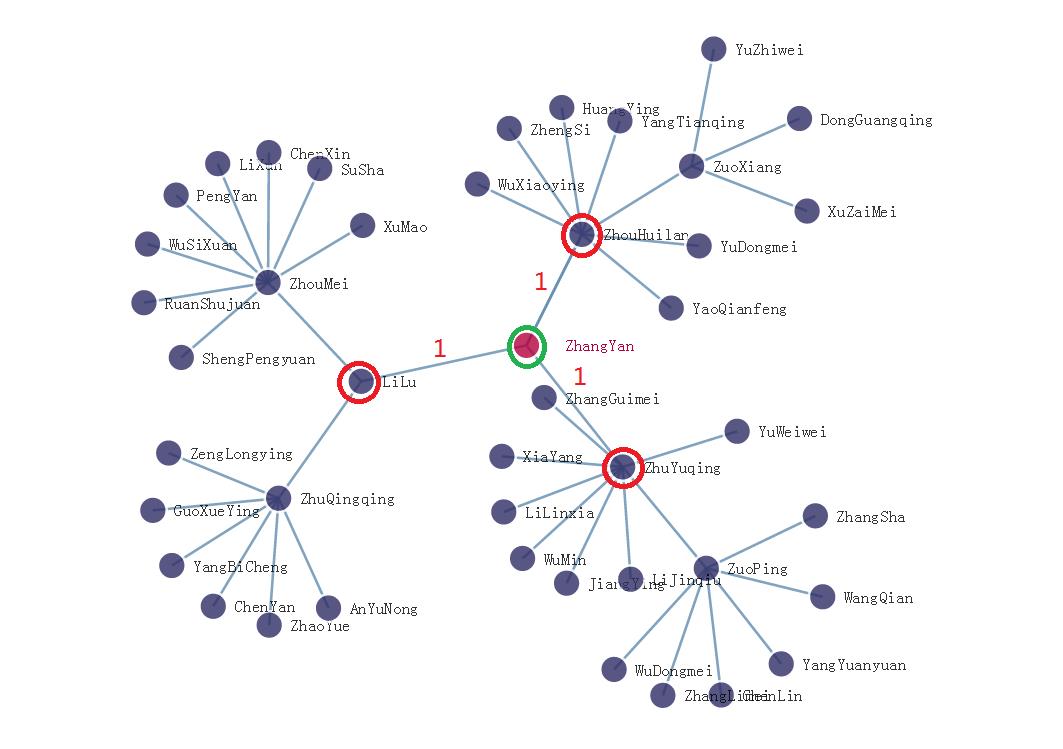 YuZhiwei
HuangYing
YangTianqing
DongGuangqing
ZhengSi
ChenXin
LiXun
SuSha
ZuoXiang
PengYan
WuXiaoying
XuZaiMei
XuMao
ZhouHuilan
WuSiXuan
YuDongmei
1
ZhouMei
RuanShujuan
YaoQianfeng
1
ZhangYan
ShengPengyuan
1
LiLu
ZhangGuimei
YuWeiwei
ZengLongying
XiaYang
ZhuYuqing
ZhuQingqing
GuoXueYing
LiLinxia
ZhangSha
WuMin
YangBiCheng
ZuoPing
JiangYing
LiJinqiu
WangQian
ChenYan
AnYuNong
ZhaoYue
YangYuanyuan
WuDongmei